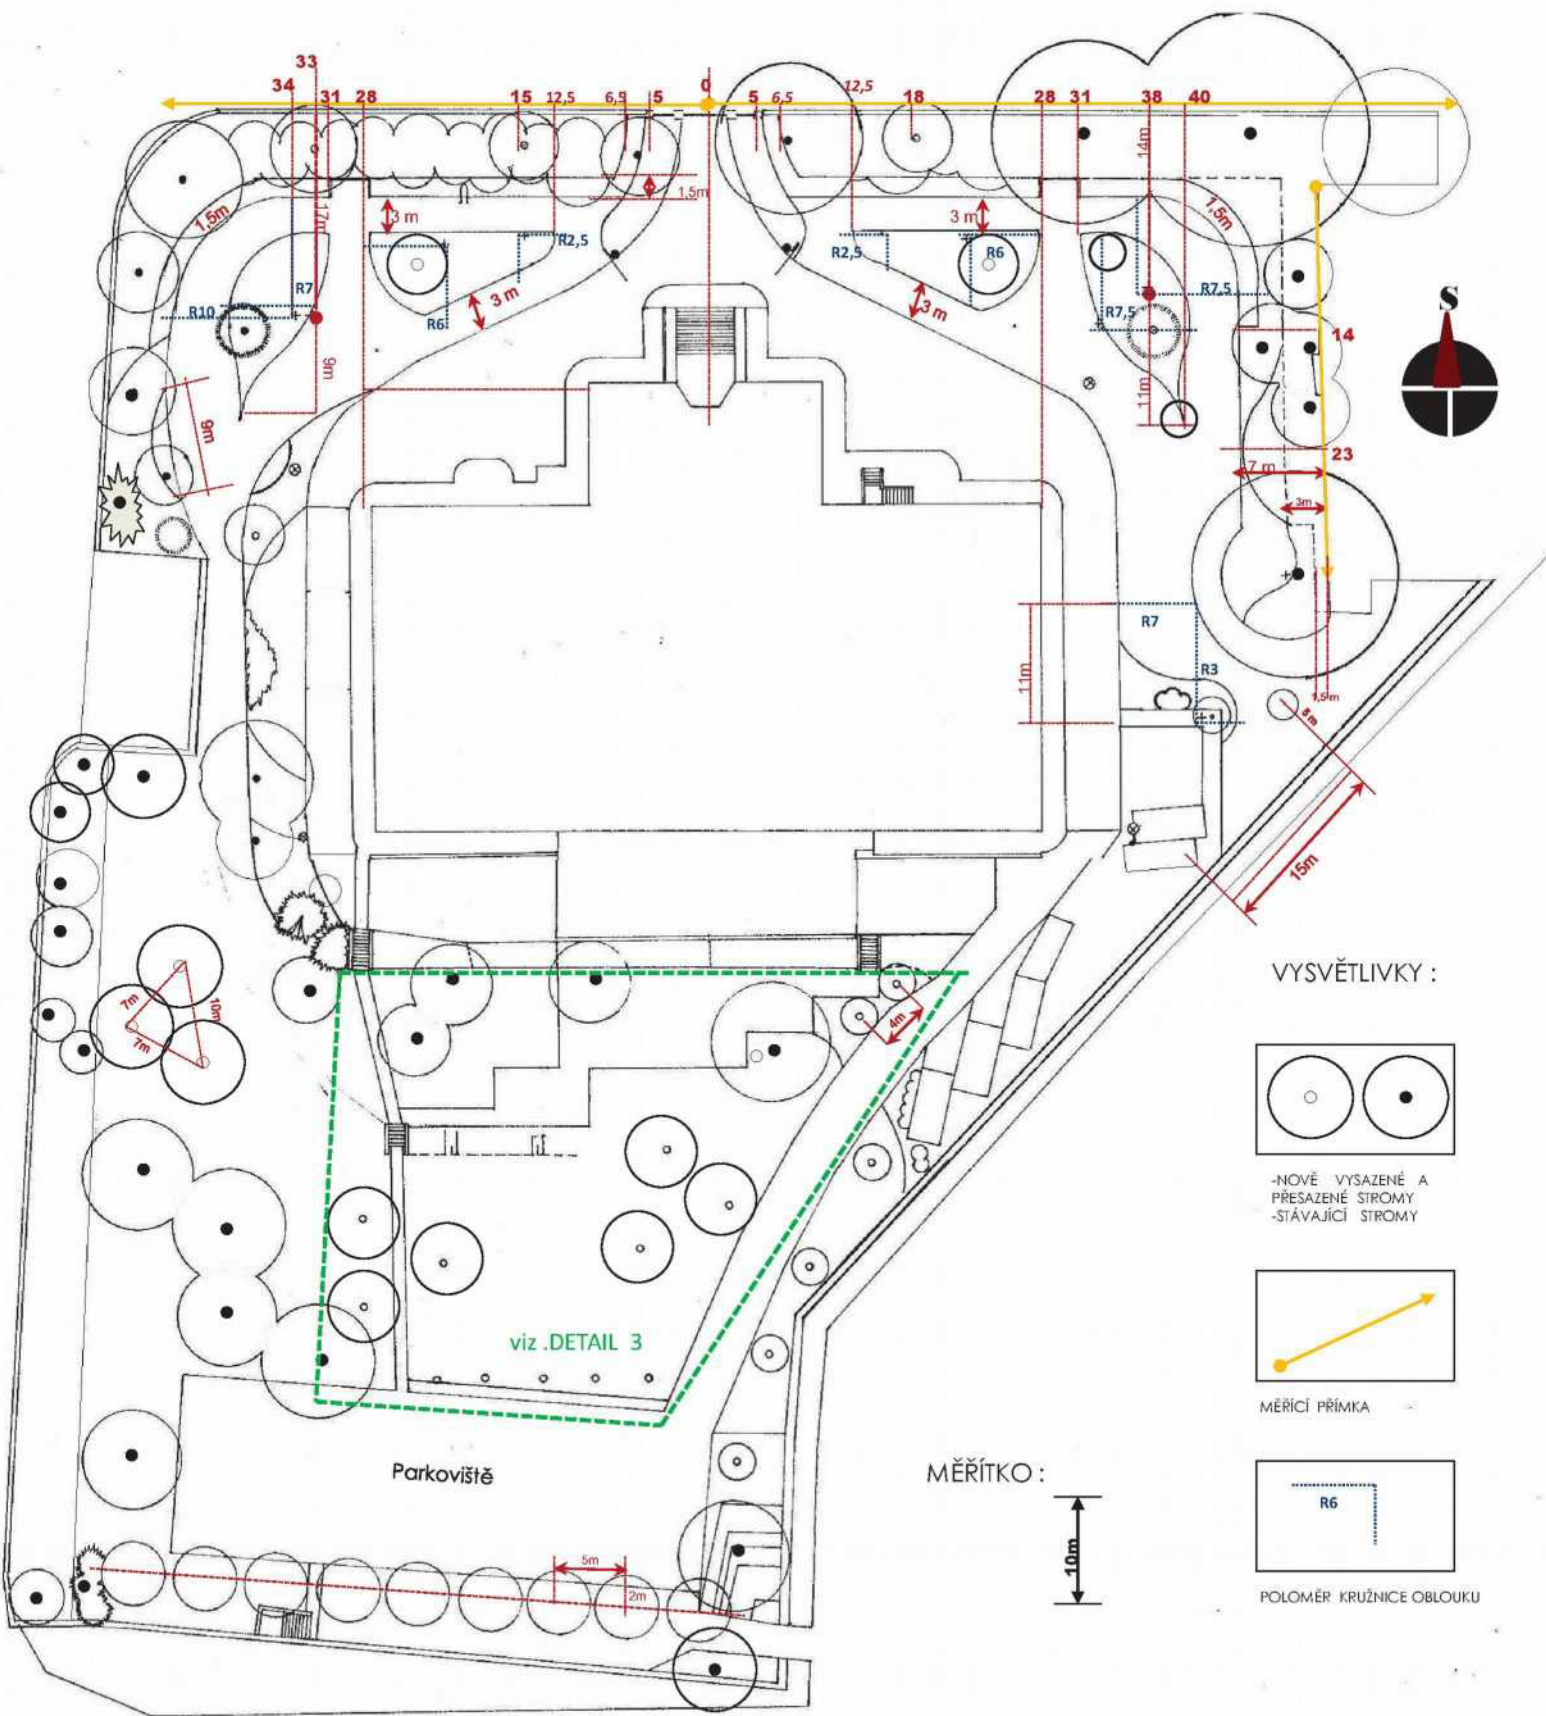 33
34 31 28 15 12,5 6,5 5 0 5 6,5 12,5 18 28 31 38 40
14m
1,5m
17m
3 m
1,5m
3 m
1,5m
S
R2,5
R2,5
R6
R7
R10
3 m
R6
3 m
R7,5
R7,5
14
9m
11m
9m
23
7 m
3m
R7
R3
11m
1,5m
5 m
15m
VYSVĚTLIVKY :
7m
10m
7m
4m
-NOVĚ VYSAZENÉ A
PŘESAZENÉ STROMY
-STÁVAJÍCÍ STROMY
viz .DETAIL 3
MĚŘÍCÍ PŘÍMKA
Parkoviště
MĚŘÍTKO :
10m
R6
POLOMĚR KRUŽNICE OBLOUKU
5m
2m